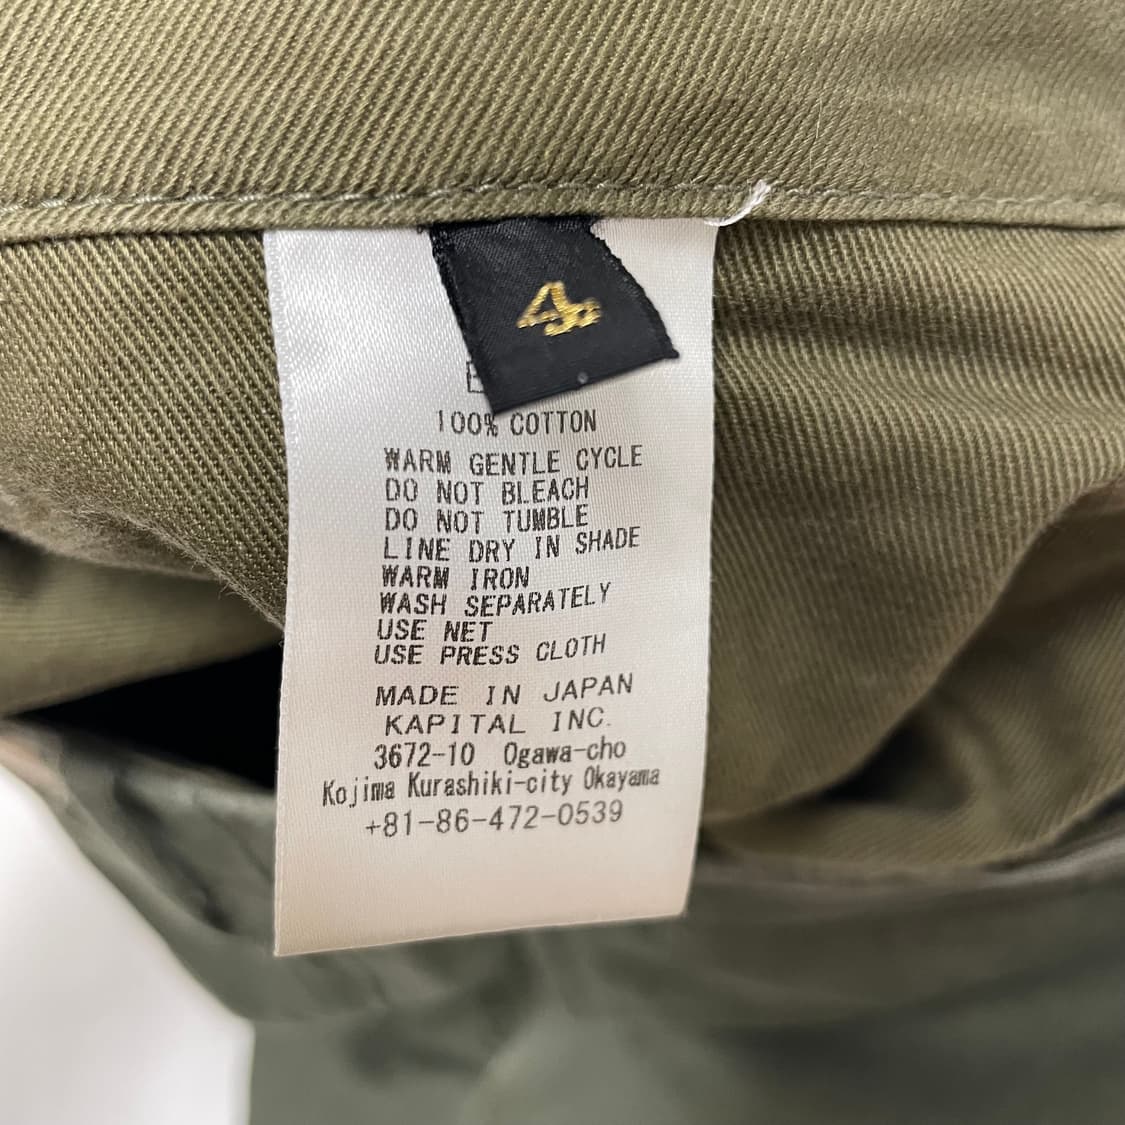 4
100% COTTON
WARM GENTLE CYCLE
DO NOT BLEACH
DO NOT TUMBLE
LINE DRY IN SHADE
WARM IRON
WASH SEPARATELY
USE NET
USE PRESS CLOTH
MADE IN JAPAN
KAPITAL INC.
3672-10 Ogawa-cho
Kojima Kurashiki-city Okayama
+81-86-472-0539